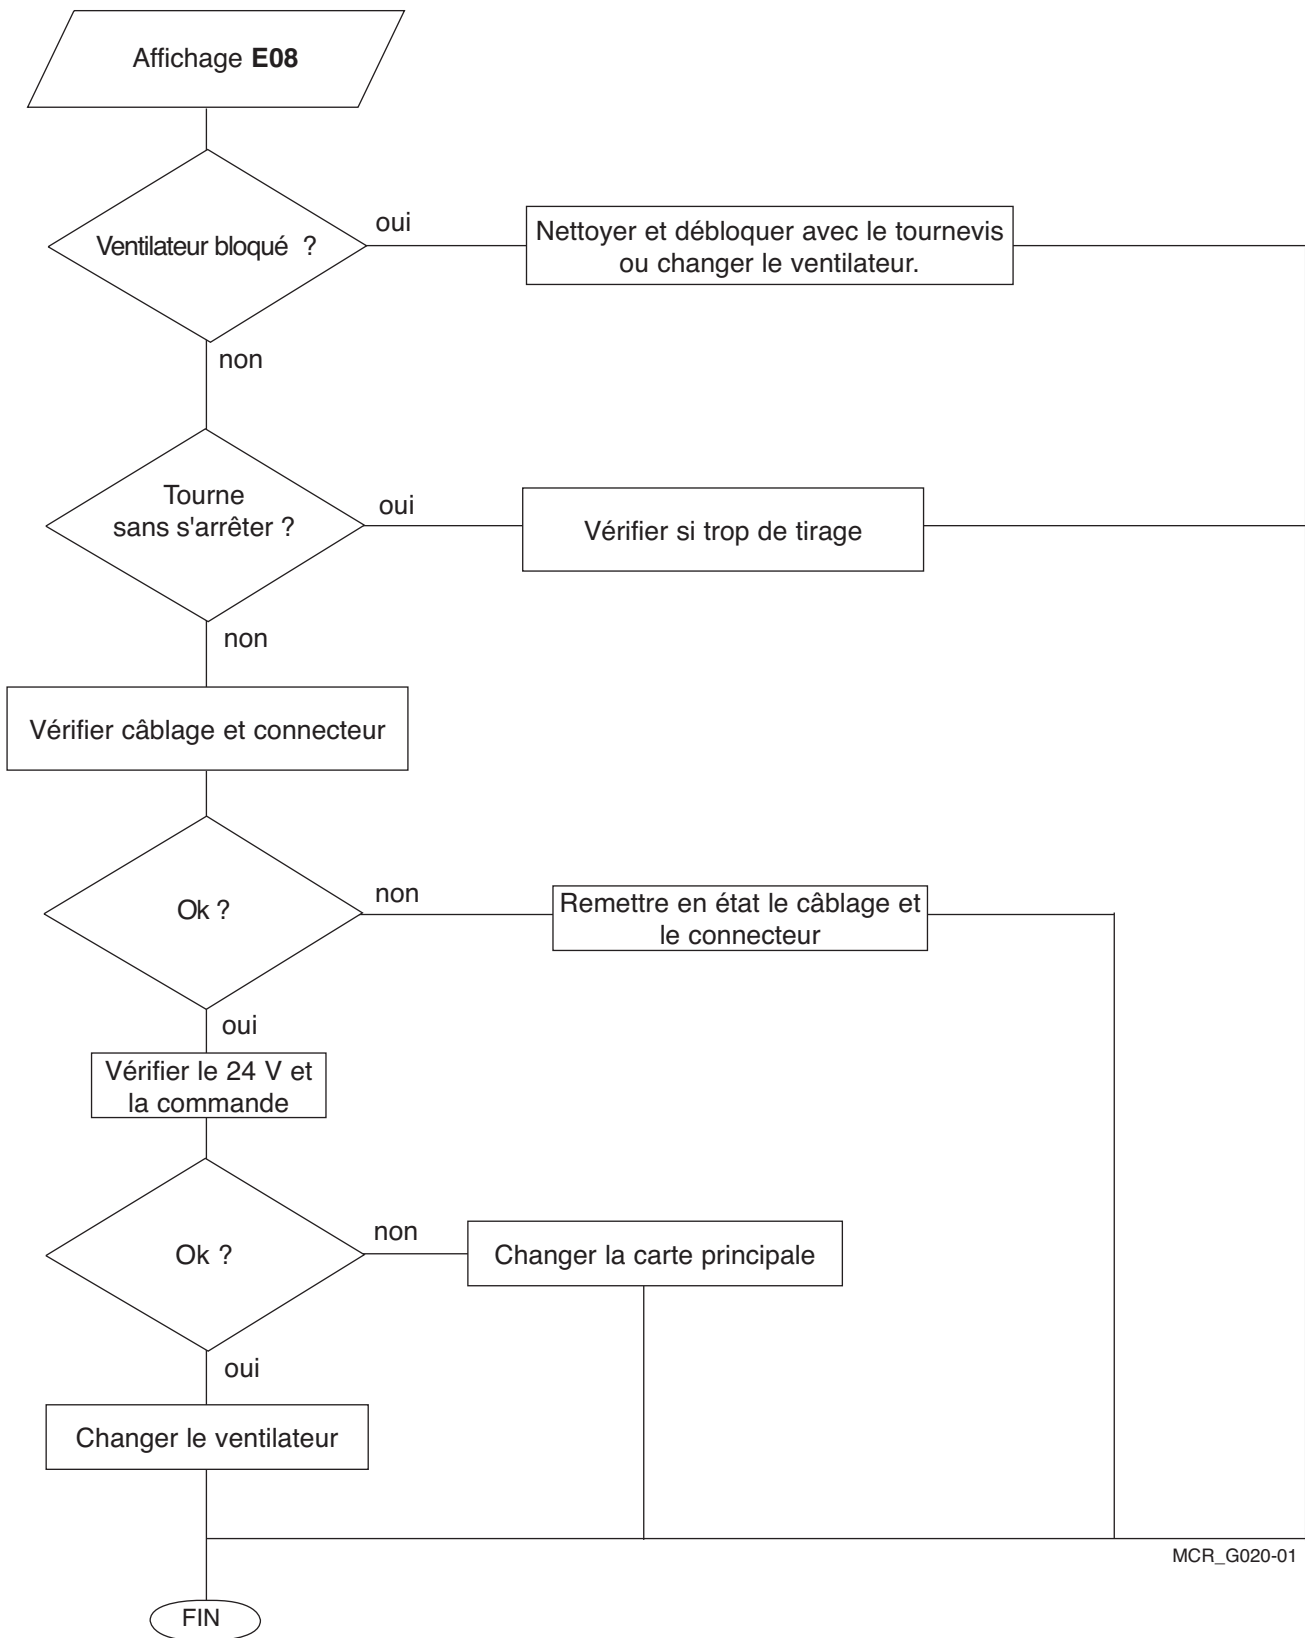 Affichage E08
Ventilateur bloqué ?
oui
Nettoyer et débloquer avec le tournevis
ou changer le ventilateur.
non
Tourne
sans s'arrêter ?
oui
Vérifier si trop de tirage
non
Vérifier câblage et connecteur
Ok ?
non
Remettre en état le câblage et
le connecteur
oui
Vérifier le 24 V et
la commande
Ok ?
non
Changer la carte principale
oui
Changer le ventilateur
MCR_G020-01
FIN